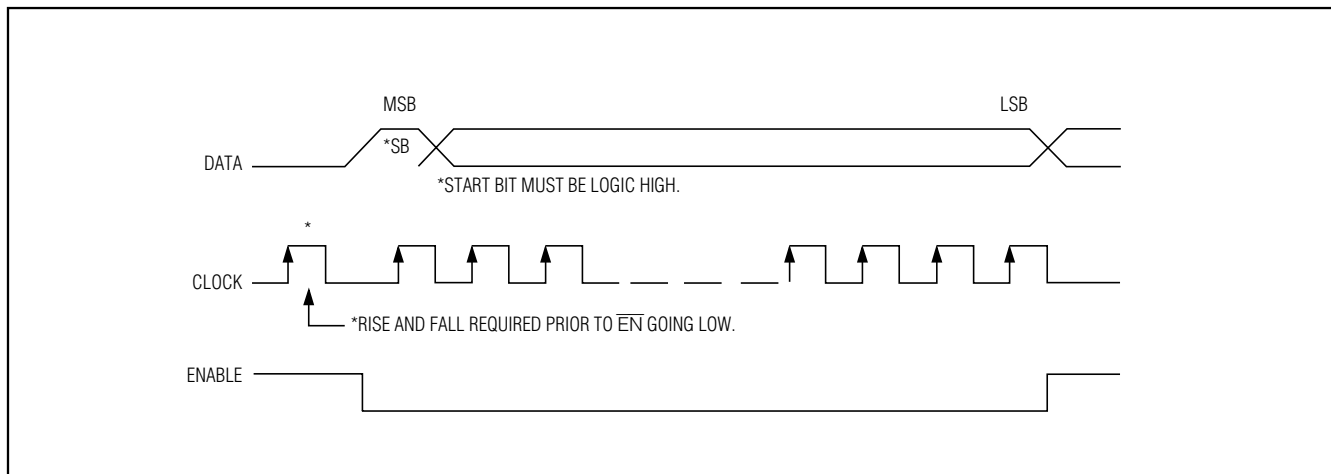 MSB
LSB
*SB
DATA
*START BIT MUST BE LOGIC HIGH.
*
CLOCK
*RISE AND FALL REQUIRED PRIOR TO E̅N̅ GOING LOW.
ENABLE